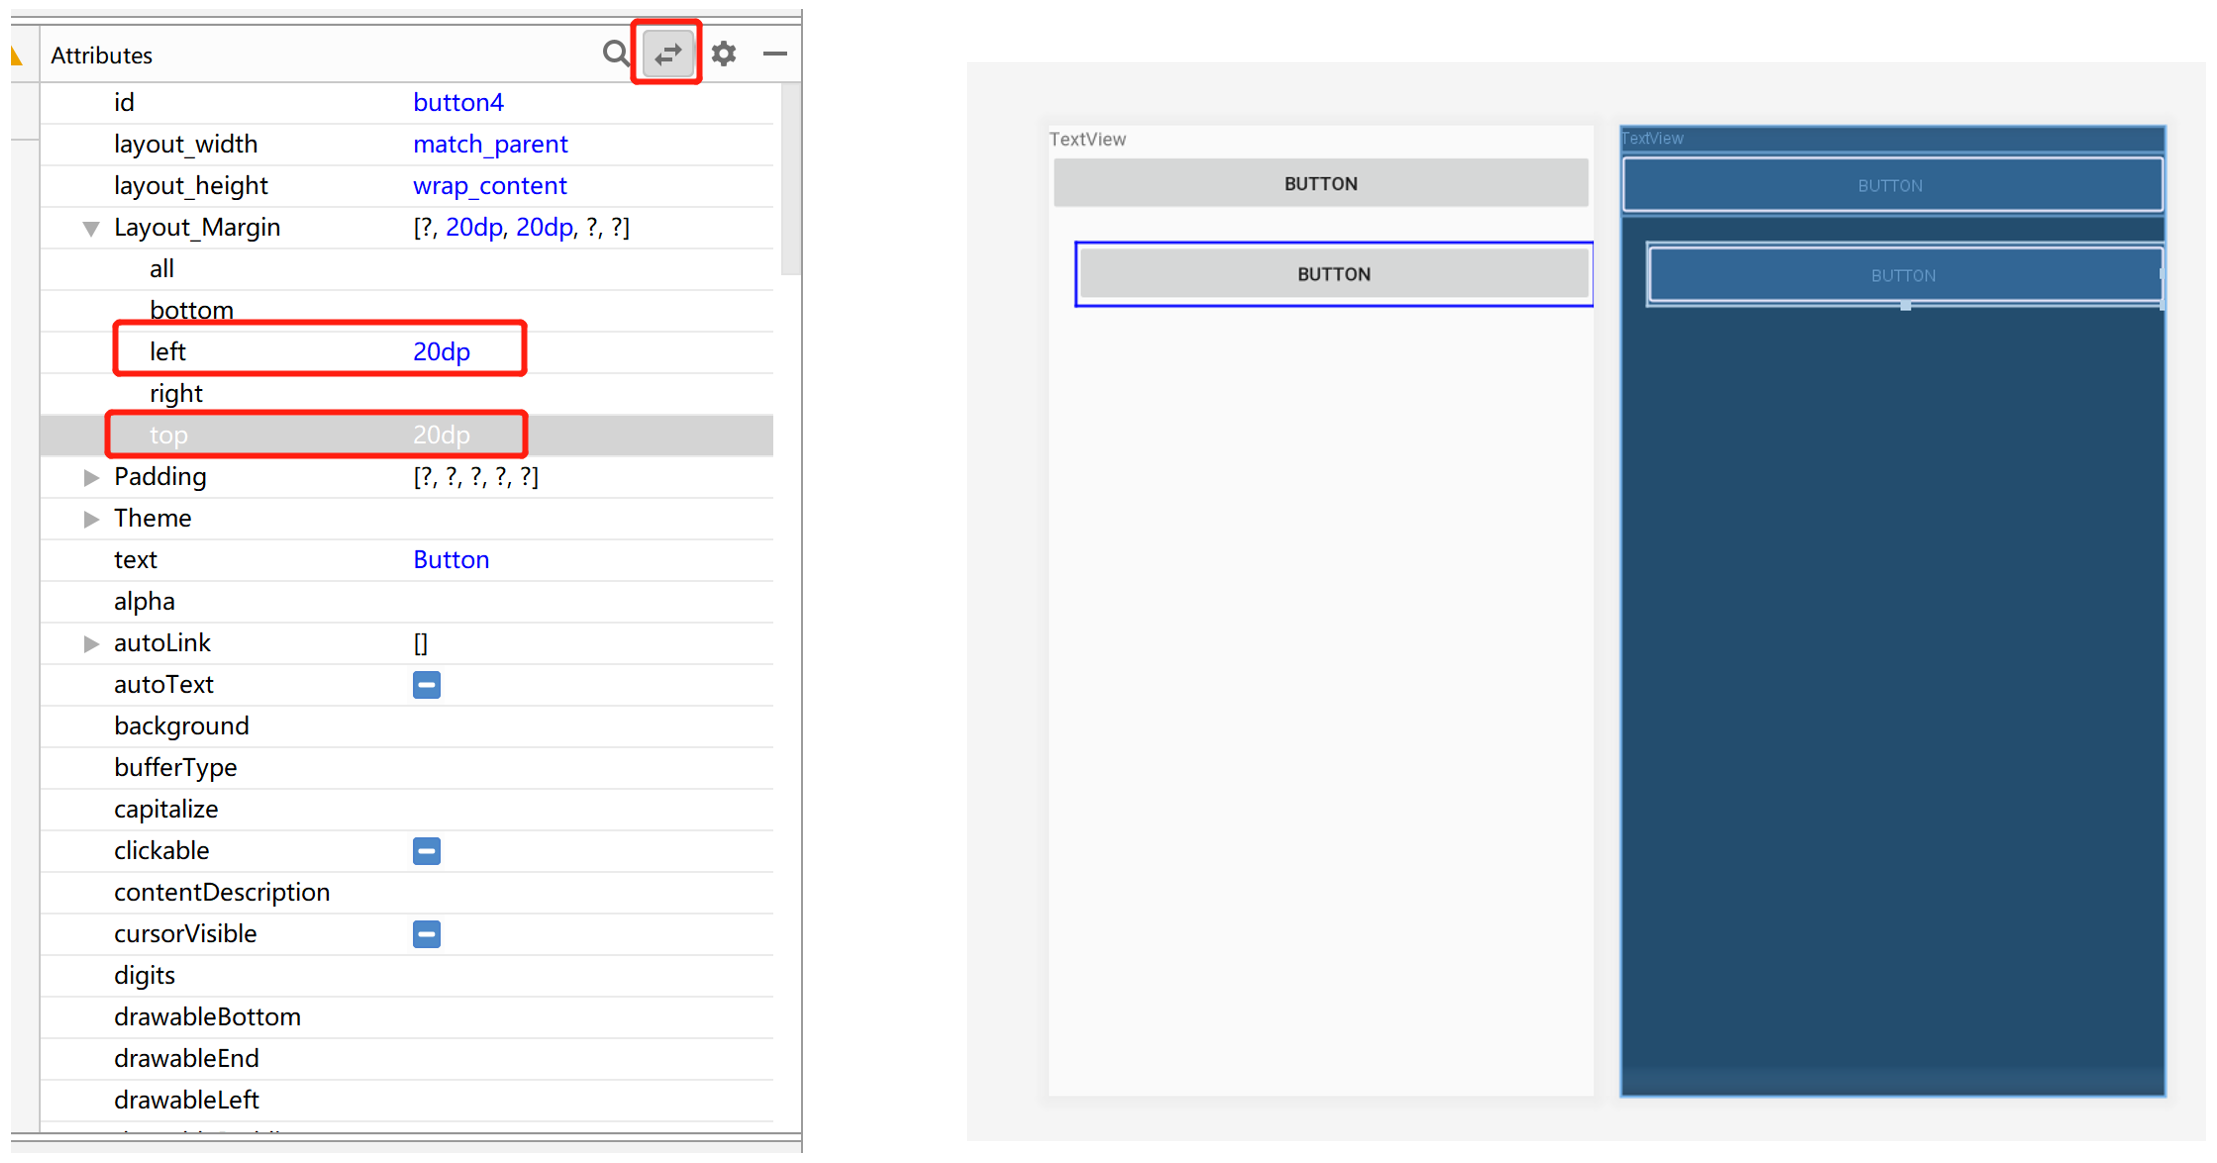 Attributes
id button4
layout_width match_parent
layout_height wrap_content
Layout_Margin [?, 20dp, 20dp, ?, ?]
all
bottom
left 20dp
right
top 20dp
Padding [?, ?, ?, ?, ?]
Theme
text Button
alpha
autoLink []
autoText
background
bufferType
capitalize
clickable
contentDescription
cursorVisible
digits
drawableBottom
drawableEnd
drawableLeft
TextView
BUTTON
BUTTON
TextView
BUTTON
BUTTON